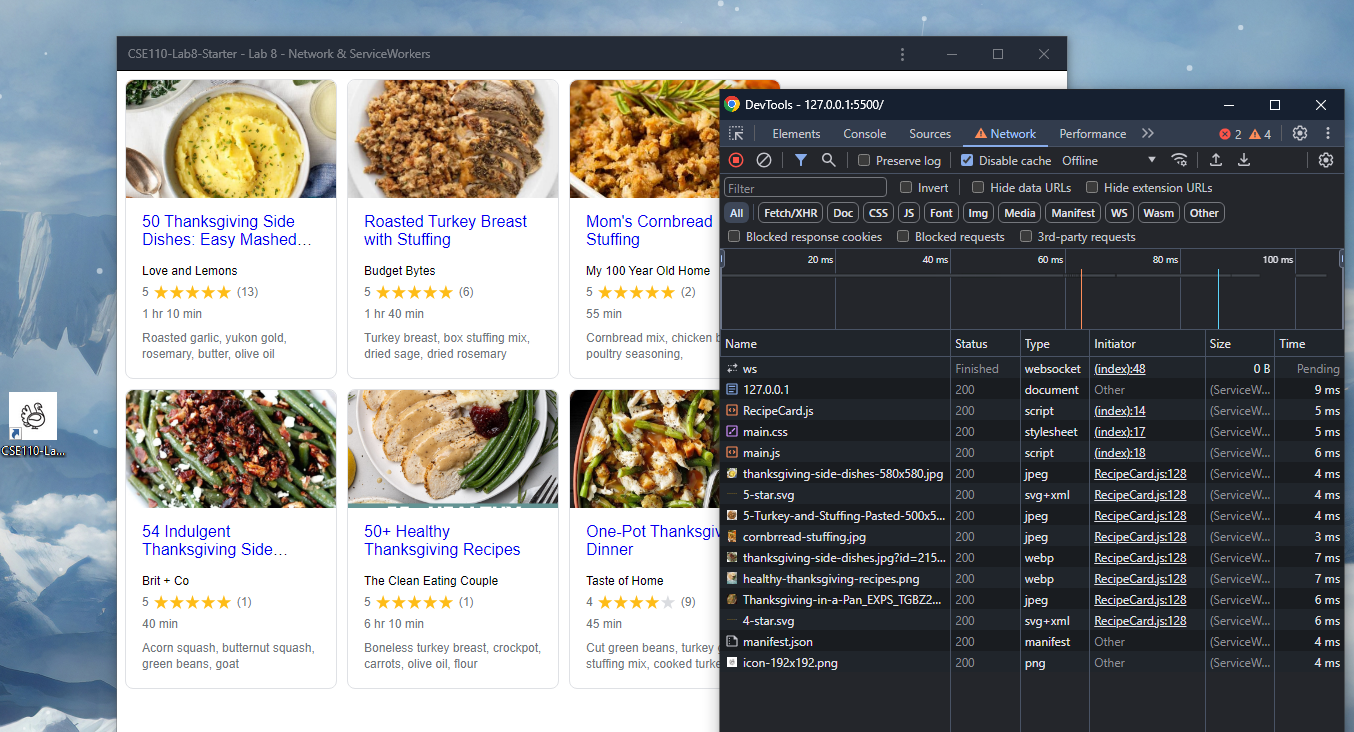 CSE110-Lab8-Starter - Lab 8 - Network & ServiceWorkers
50 Thanksgiving Side
Dishes: Easy Mashed…
Love and Lemons
5 (13)
1 hr 10 min
Roasted garlic, yukon gold,
rosemary, butter, olive oil
Roasted Turkey Breast
with Stuffing
Budget Bytes
5 (6)
1 hr 40 min
Turkey breast, box stuffing mix,
dried sage, dried rosemary
Mom's Cornbread
Stuffing
My 100 Year Old Home
5 (2)
55 min
Cornbread mix, chicken b
poultry seasoning,
54 Indulgent
Thanksgiving Side…
Brit + Co
5 (1)
40 min
Acorn squash, butternut squash,
green beans, goat
50+ Healthy
Thanksgiving Recipes
The Clean Eating Couple
5 (1)
6 hr 10 min
Boneless turkey breast, crockpot,
carrots, olive oil, flour
One-Pot Thanksgiv
Dinner
Taste of Home
4 (9)
45 min
Cut green beans, turkey
stuffing mix, cooked turke
CSE110-La...
DevTools - 127.0.0.1:5500/
Elements Console Sources Network Performance 2 4
Preserve log Disable cache Offline
Filter Invert Hide data URLs Hide extension URLs
All Fetch/XHR Doc CSS JS Font Img Media Manifest WS Wasm Other
Blocked response cookies Blocked requests 3rd-party requests
20 ms 40 ms 60 ms 80 ms 100 ms
Name Status Type Initiator Size Time
ws Finished websocket (index):48 0 B Pending
127.0.0.1 200 document Other (ServiceW... 9 ms
RecipeCard.js 200 script (index):14 (ServiceW... 5 ms
main.css 200 stylesheet (index):17 (ServiceW... 5 ms
main.js 200 script (index):18 (ServiceW... 6 ms
thanksgiving-side-dishes-580x580.jpg 200 jpeg RecipeCard.js:128 (ServiceW... 4 ms
5-star.svg 200 svg+xml RecipeCard.js:128 (ServiceW... 4 ms
5-Turkey-and-Stuffing-Pasted-500x5... 200 jpeg RecipeCard.js:128 (ServiceW... 4 ms
cornbrread-stuffing.jpg 200 jpeg RecipeCard.js:128 (ServiceW... 3 ms
thanksgiving-side-dishes.jpg?id=215... 200 webp RecipeCard.js:128 (ServiceW... 7 ms
healthy-thanksgiving-recipes.png 200 webp RecipeCard.js:128 (ServiceW... 7 ms
Thanksgiving-in-a-Pan_EXPS_TGBZ2... 200 jpeg RecipeCard.js:128 (ServiceW... 6 ms
4-star.svg 200 svg+xml RecipeCard.js:128 (ServiceW... 6 ms
manifest.json 200 manifest Other (ServiceW... 4 ms
icon-192x192.png 200 png Other (ServiceW... 4 ms